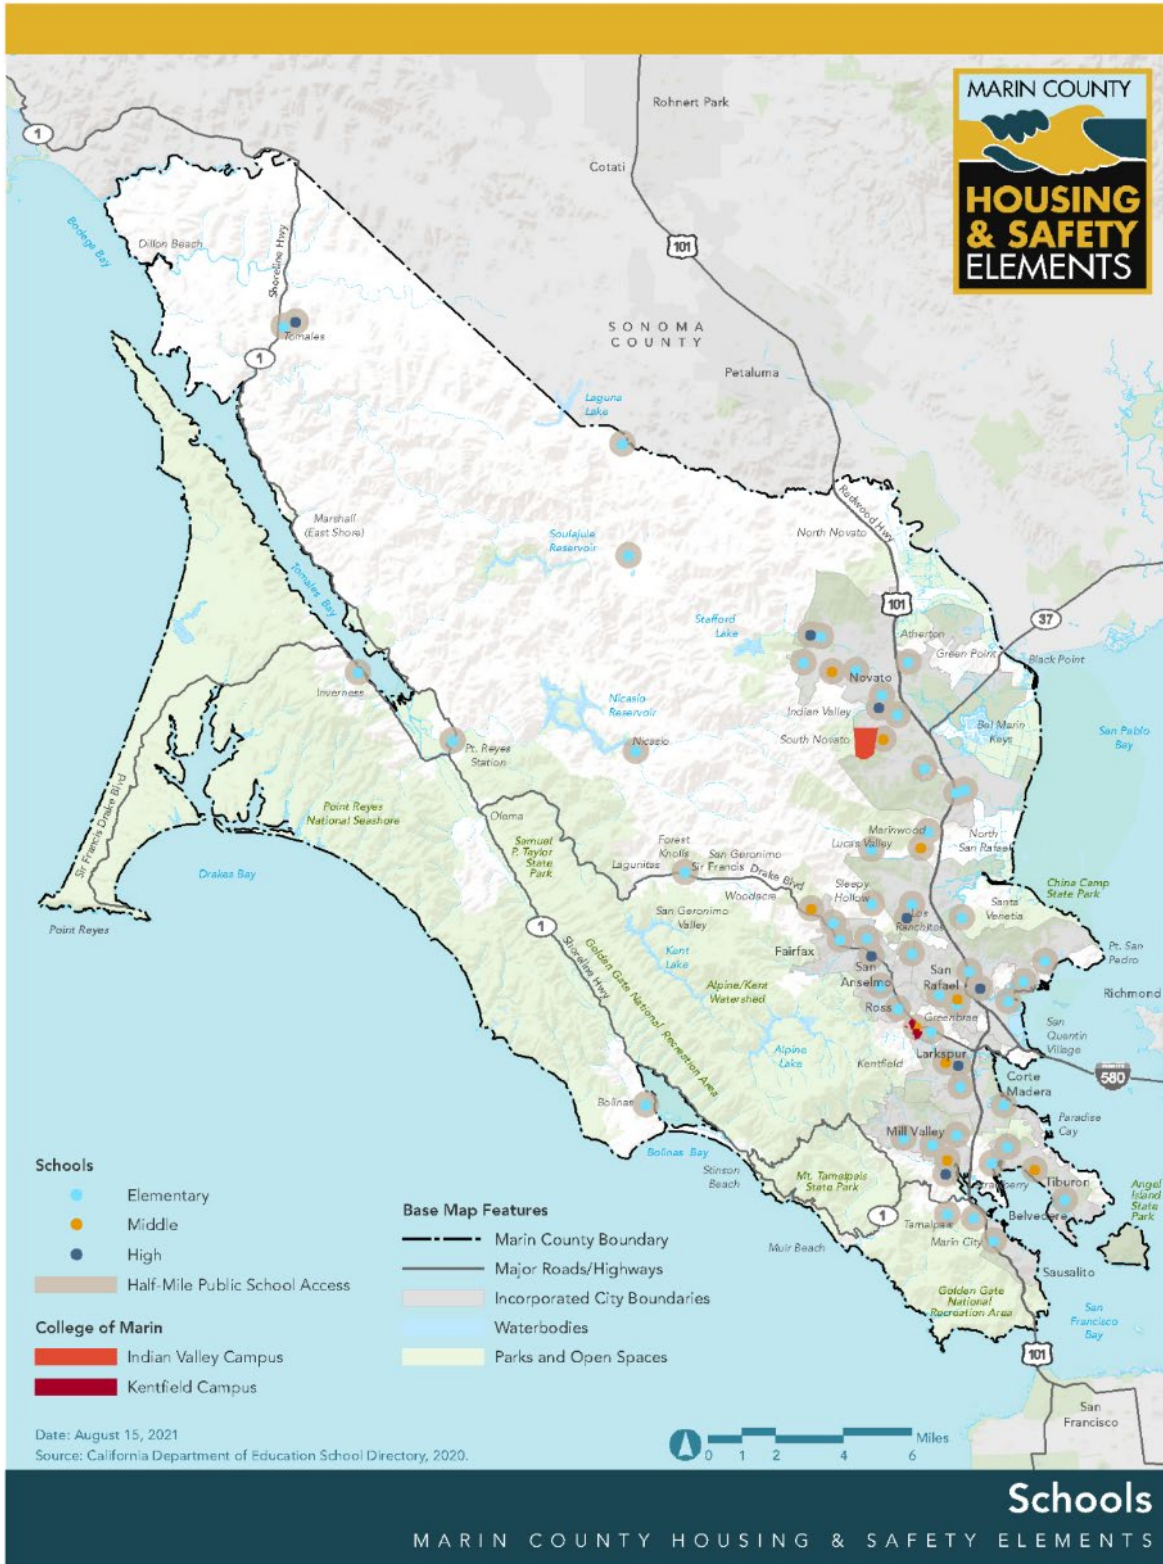 MARIN COUNTY
HOUSING
& SAFETY
ELEMENTS
Rohnert Park
Cotati
1
101
Bodega Bay
Dillon Beach
Shoreline Hwy
SONOMA
COUNTY
Tomales
1
Petaluma
Laguna
Lake
Redwood Hwy
Marshall
(East Shore)
North Novato
Soulajule
Reservoir
Tomales Bay
101
37
Stafford
Lake
Atherton
Green Point
Black Point
Novato
Inverness
Nicasio
Reservoir
Indian Valley
Bel Marin
Keys
San Pablo
Bay
South Novato
Nicasio
Pt. Reyes
Station
Sir Francis Drake Blvd
Point Reyes
National Seashore
Olema
Samuel
P. Taylor
State
Park
Forest
Knolls
San Geronimo
Marinwood
Lucas Valley
North
San Rafael
Lagunitas
Sir Francis Drake Blvd
Drakes Bay
Woodacre
Sleepy
Hollow
China Camp
State Park
Santa
Venetia
Los
Ranchitos
San Geronimo
Valley
Point Reyes
1
Shoreline Hwy
Golden Gate National Recreation Area
Kent
Lake
Fairfax
Pt. San
Pedro
San
Anselmo
San
Rafael
Alpine/Kent
Watershed
Richmond
Ross
Greenbrae
San
Quentin
Village
Alpine
Lake
Kentfield
Larkspur
580
Corte
Madera
Bolinas
Paradise
Cay
Mill Valley
Bolinas Bay
Stinson
Beach
Mt. Tamalpais
State Park
Strawberry
Tiburon
Angel
Island
State
Park
Belvedere
1
Tamalpais
Marin City
Muir Beach
Sausalito
Golden Gate
National
Recreation Area
San
Francisco
Bay
101
San
Francisco
Schools
Elementary
Middle
High
Half-Mile Public School Access
College of Marin
Indian Valley Campus
Kentfield Campus
Base Map Features
Marin County Boundary
Major Roads/Highways
Incorporated City Boundaries
Waterbodies
Parks and Open Spaces
Date: August 15, 2021
Source: California Department of Education School Directory, 2020.
Miles
0 1 2 4 6
Schools
MARIN COUNTY HOUSING & SAFETY ELEMENTS